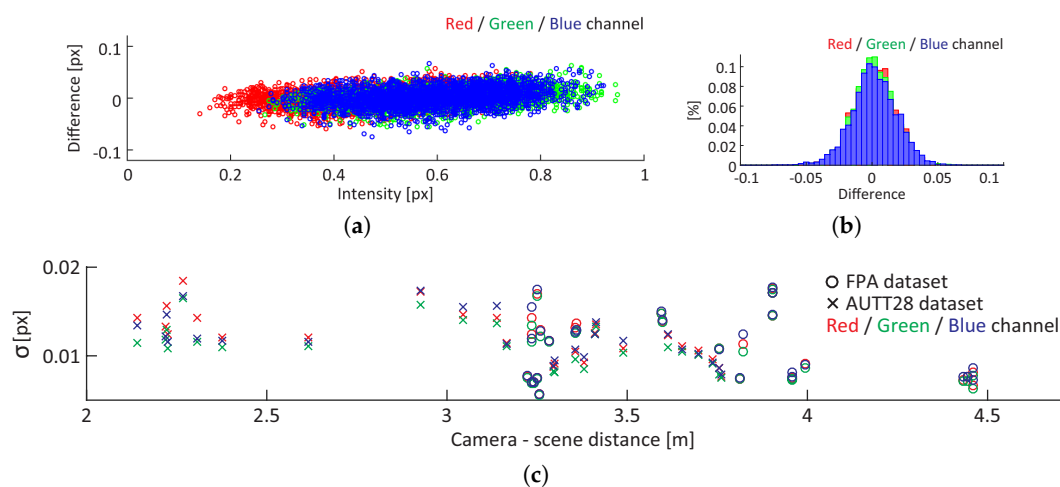 Red / Green / Blue channel
Difference [px]
0.1
0
-0.1
0
0.2
0.4
0.6
0.8
1
Intensity [px]
(a)
Red / Green / Blue channel
[%]
0.1
0.08
0.06
0.04
0.02
0
-0.1
-0.05
0
0.05
0.1
Difference
(b)
σ[px]
0.02
0.01
O FPA dataset
× AUTT28 dataset
Red / Green / Blue channel
2
2.5
3
3.5
4
4.5
Camera - scene distance [m]
(c)